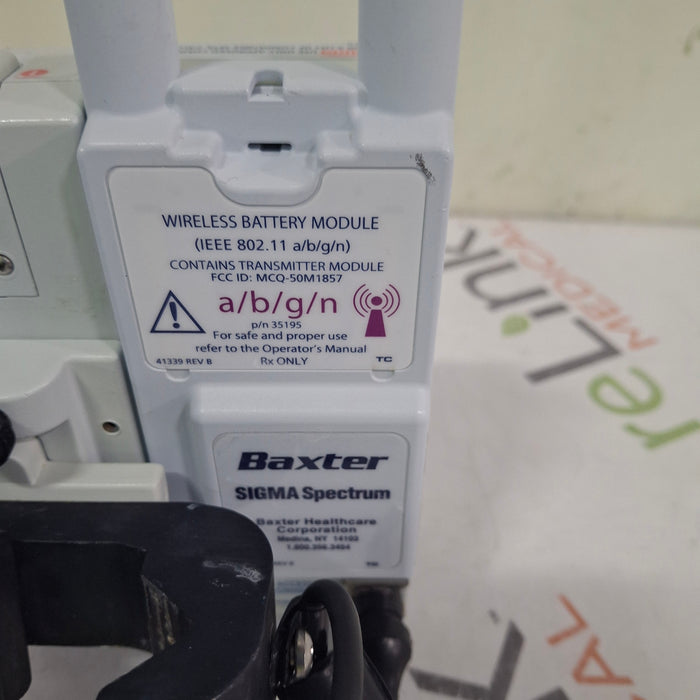 WIRELESS BATTERY MODULE
(IEEE 802.11 a/b/g/n)
CONTAINS TRANSMITTER MODULE
FCC ID: MCQ-50M1857
a/b/g/n
p/n 35195
For safe and proper use
refer to the Operator's Manual
41339 REV B Rx ONLY TC
Baxter
SIGMA Spectrum
Baxter Healthcare
Corporation
Medina, NY 14103
reLink
MEDICAL